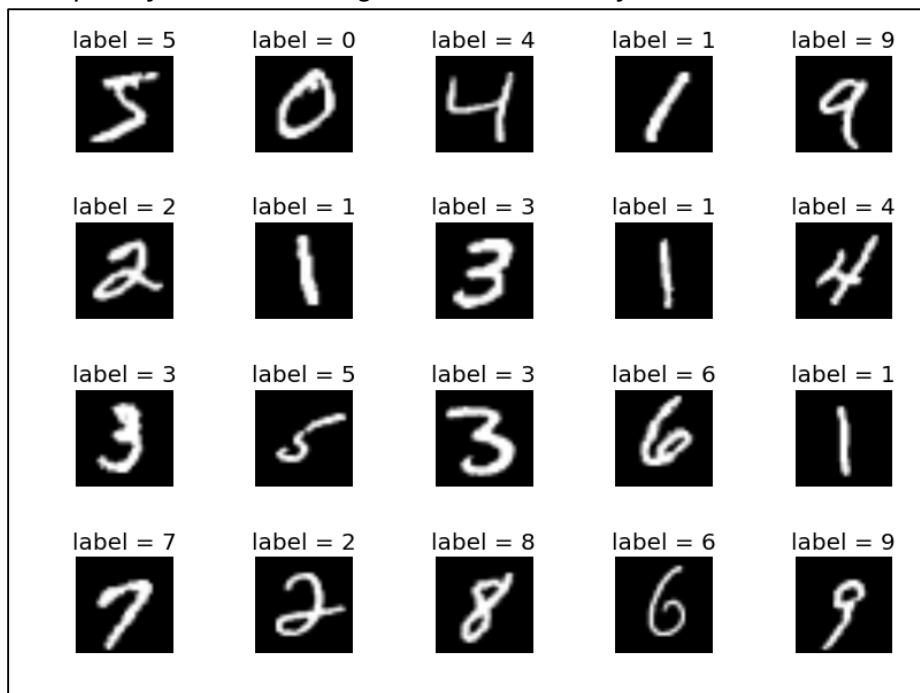 label = 5 label = 0 label = 4 label = 1 label = 9
5 0 4 1 9
label = 2 label = 1 label = 3 label = 1 label = 4
2 1 3 1 4
label = 3 label = 5 label = 3 label = 6 label = 1
3 5 3 6 1
label = 7 label = 2 label = 8 label = 6 label = 9
7 2 8 6 9